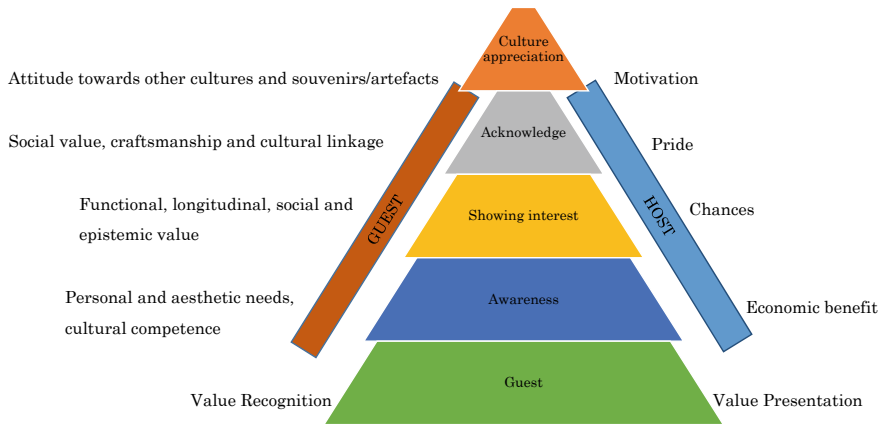 Culture
appreciation
Attitude towards other cultures and souvenirs/artefacts
Motivation
Acknowledge
Social value, craftsmanship and cultural linkage
Pride
Functional, longitudinal, social and
epistemic value
GUEST
Showing interest
HOST
Chances
Personal and aesthetic needs,
cultural competence
Awareness
Economic benefit
Guest
Value Recognition
Value Presentation